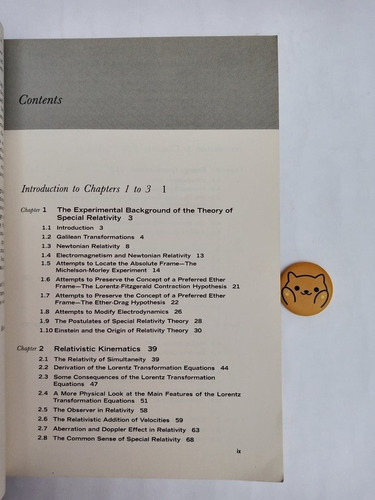 Contents
Introduction to Chapters 1 to 3 1
Chapter 1 The Experimental Background of the Theory of
Special Relativity 3
1.1 Introduction 3
1.2 Galilean Transformations 4
1.3 Newtonian Relativity 8
1.4 Electromagnetism and Newtonian Relativity 13
1.5 Attempts to Locate the Absolute Frame—The
Michelson-Morley Experiment 14
1.6 Attempts to Preserve the Concept of a Preferred Ether
Frame—The Lorentz-Fitzgerald Contraction Hypothesis 21
1.7 Attempts to Preserve the Concept of a Preferred Ether
Frame—The Ether-Drag Hypothesis 22
1.8 Attempts to Modify Electrodynamics 26
1.9 The Postulates of Special Relativity Theory 28
1.10 Einstein and the Origin of Relativity Theory 30
Chapter 2 Relativistic Kinematics 39
2.1 The Relativity of Simultaneity 39
2.2 Derivation of the Lorentz Transformation Equations 44
2.3 Some Consequences of the Lorentz Transformation
Equations 47
2.4 A More Physical Look at the Main Features of the Lorentz
Transformation Equations 51
2.5 The Observer in Relativity 58
2.6 The Relativistic Addition of Velocities 59
2.7 Aberration and Doppler Effect in Relativity 63
2.8 The Common Sense of Special Relativity 68
ix